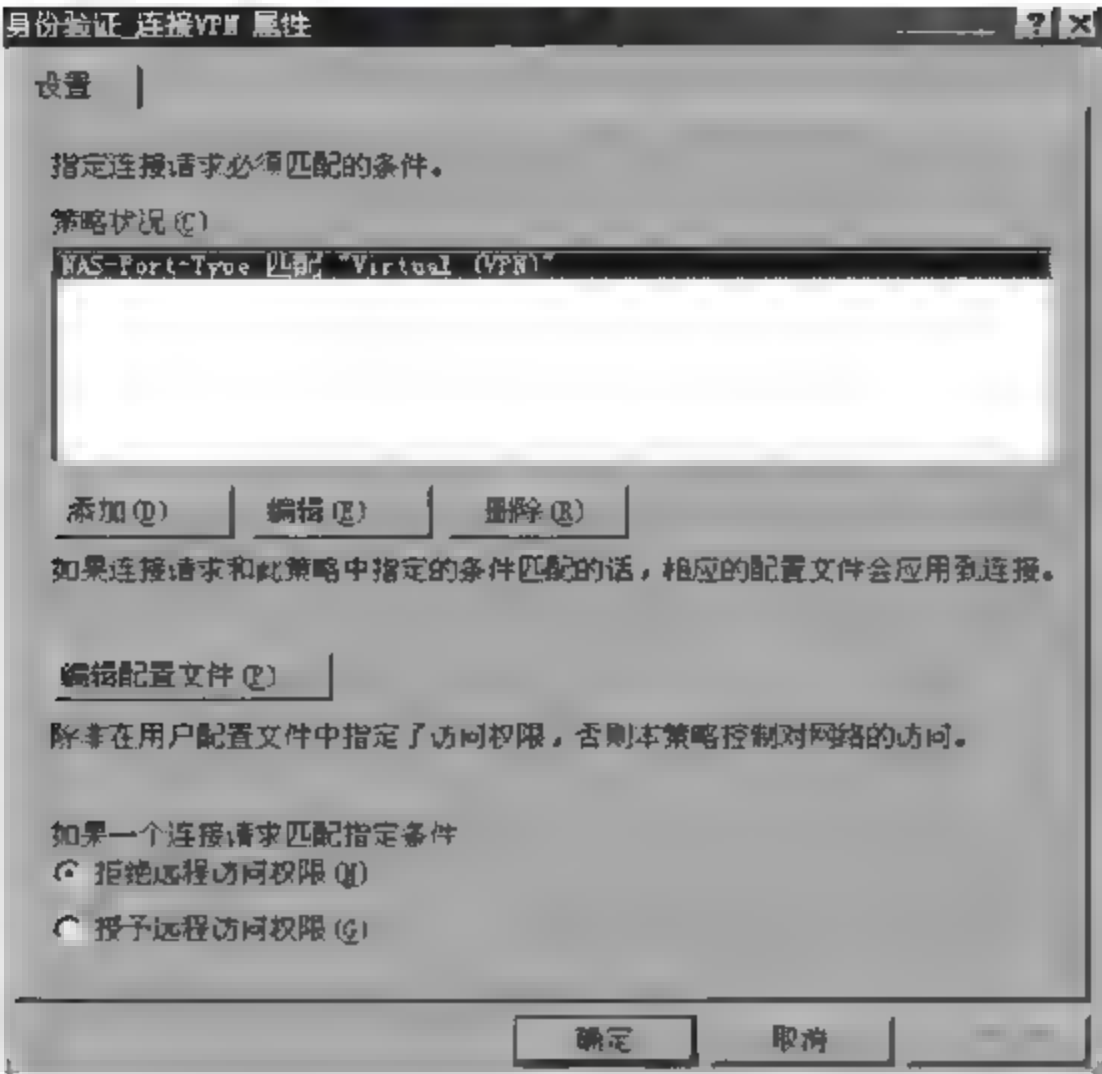 身份验证_连接VPN 属性
设置
指定连接请求必须匹配的条件。
策略状况(C)
NAS-Port-Type 匹配 "Virtual (VPN)"
添加(D) 编辑(E) 删除(R)
如果连接请求和此策略中指定的条件匹配的话，相应的配置文件会应用到连接。
编辑配置文件(P)
除非在用户配置文件中指定了访问权限，否则本策略控制对网络的访问。
如果一个连接请求匹配指定条件
拒绝远程访问权限(N)
授予远程访问权限(G)
确定 取消